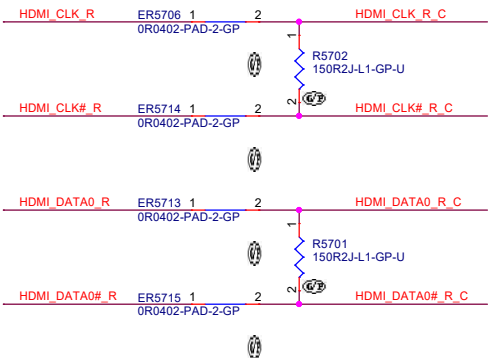 HDMI_CLK_R ER5706 1 2 HDMI_CLK_R_C
0R0402-PAD-2-GP
1
R5702
150R2J-L1-GP-U
2
HDMI_CLK#_R ER5714 1 2 HDMI_CLK#_R_C
0R0402-PAD-2-GP
HDMI_DATA0_R ER5713 1 2 HDMI_DATA0_R_C
0R0402-PAD-2-GP
1
R5701
150R2J-L1-GP-U
2
HDMI_DATA0#_R ER5715 1 2 HDMI_DATA0#_R_C
0R0402-PAD-2-GP